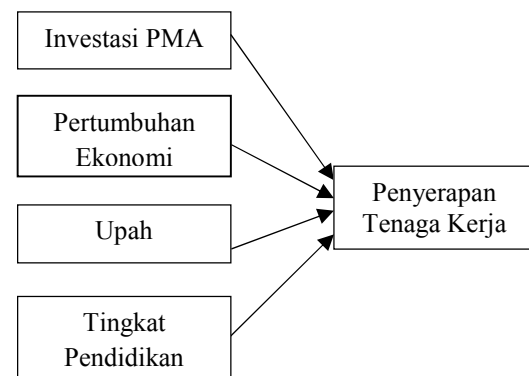 Investasi PMA
Pertumbuhan
Ekonomi
Upah
Tingkat
Pendidikan
Penyerapan
Tenaga Kerja